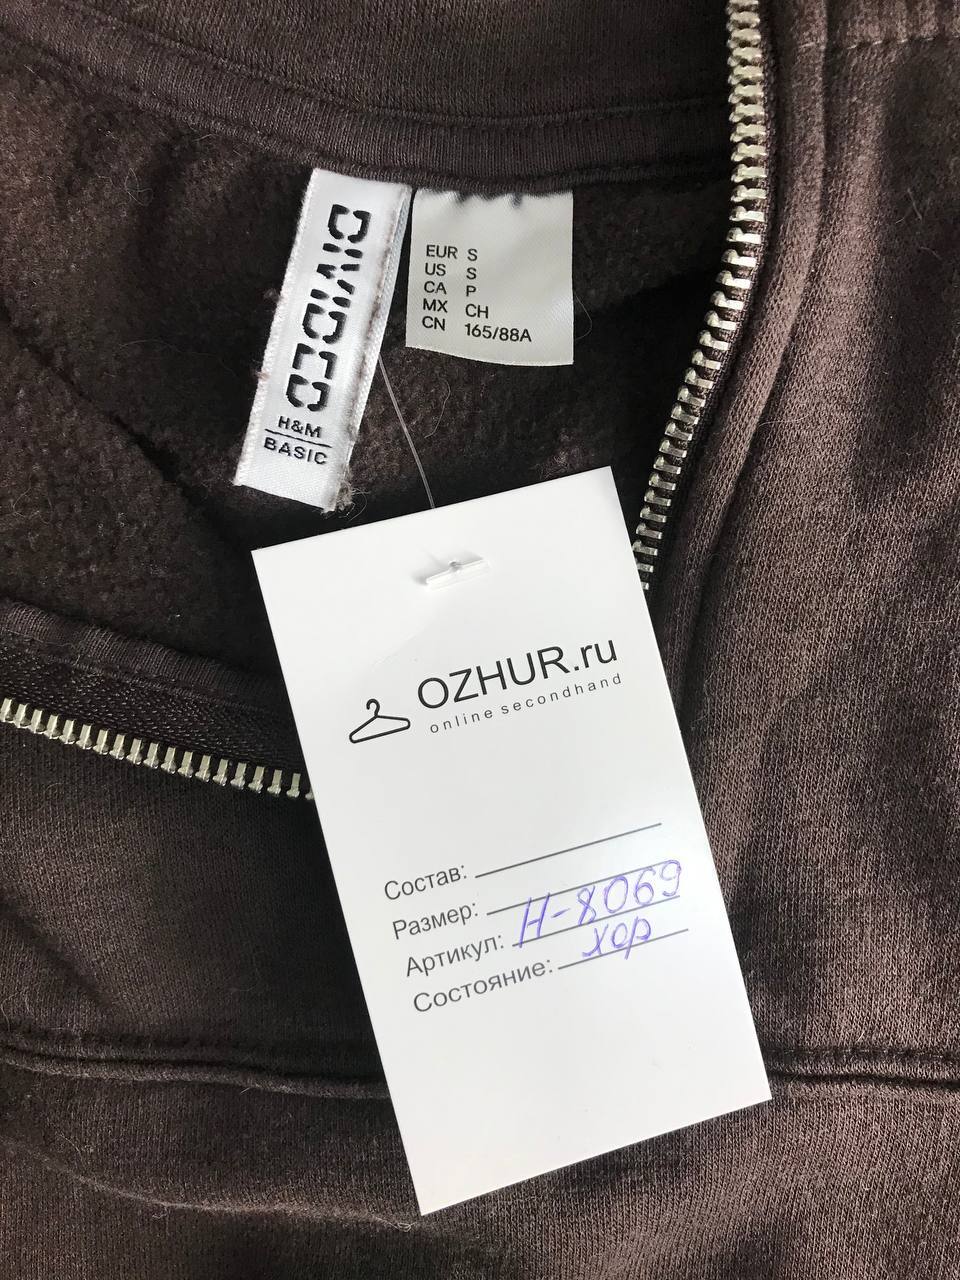 DIVIDED
H&M
BASIC
EUR S
US S
CA P
MX CH
CN 165/88A
OZHUR.ru
online secondhand
Состав:
Размер:
Артикул: Н-8069
Состояние: хор